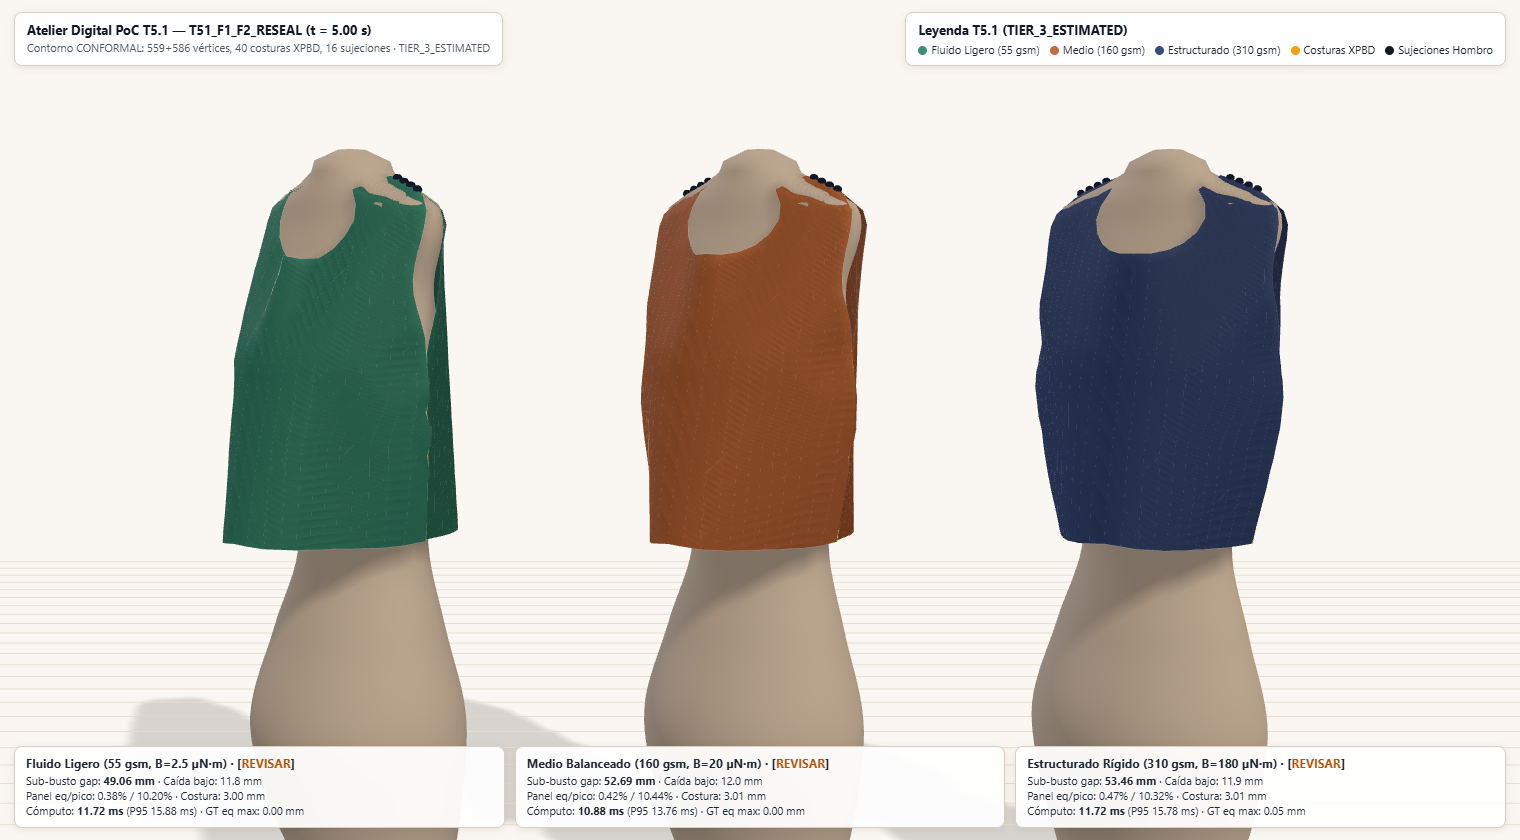 Atelier Digital PoC T5.1 — T51_F1_F2_RESEAL (t = 5.00 s)
Contorno CONFORMAL: 559+586 vértices, 40 costuras XPBD, 16 sujeciones · TIER_3_ESTIMATED
Leyenda T5.1 (TIER_3_ESTIMATED)
Fluido Ligero (55 gsm) Medio (160 gsm) Estructurado (310 gsm) Costuras XPBD Sujeciones Hombro
Fluido Ligero (55 gsm, B=2.5 µN·m) · [REVISAR]
Sub-busto gap: 49.06 mm · Caída bajo: 11.8 mm
Panel eq/pico: 0.38% / 10.20% · Costura: 3.00 mm
Cómputo: 11.72 ms (P95 15.88 ms) · GT eq max: 0.00 mm
Medio Balanceado (160 gsm, B=20 µN·m) · [REVISAR]
Sub-busto gap: 52.69 mm · Caída bajo: 12.0 mm
Panel eq/pico: 0.42% / 10.44% · Costura: 3.01 mm
Cómputo: 10.88 ms (P95 13.76 ms) · GT eq max: 0.00 mm
Estructurado Rígido (310 gsm, B=180 µN·m) · [REVISAR]
Sub-busto gap: 53.46 mm · Caída bajo: 11.9 mm
Panel eq/pico: 0.47% / 10.32% · Costura: 3.01 mm
Cómputo: 11.72 ms (P95 15.78 ms) · GT eq max: 0.05 mm